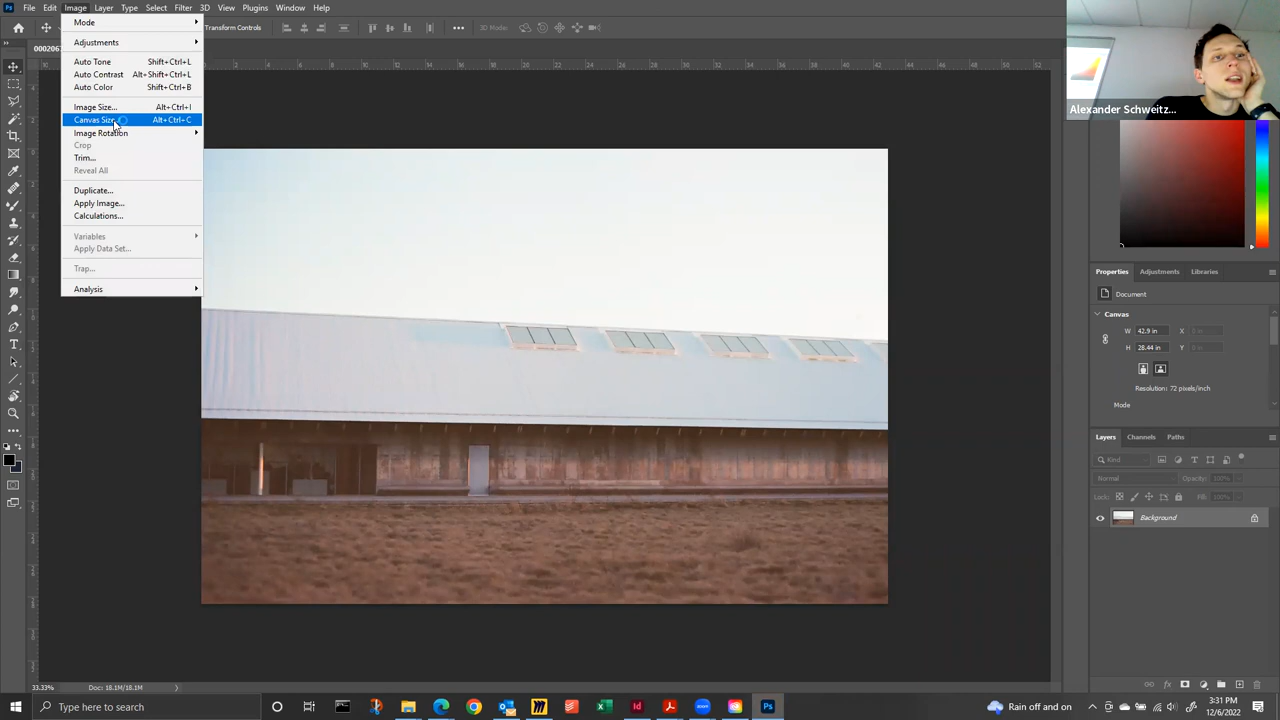 Ps File Edit Image Layer Type Select Filter 3D View Plugins Window Help
Transform Controls 3D Mode:
Mode
Adjustments
Auto Tone Shift+Ctrl+L
Auto Contrast Alt+Shift+Ctrl+L
Auto Color Shift+Ctrl+B
Image Size... Alt+Ctrl+I
Canvas Size Alt+Ctrl+C
Image Rotation
Crop
Trim...
Reveal All
Duplicate...
Apply Image...
Calculations...
Variables
Apply Data Set...
Trap...
Analysis
Alexander Schweitz...
Properties Adjustments Libraries
Document
Canvas
W 42.9 in X
H 28.44 in Y
Resolution: 72 pixels/inch
Mode
Layers Channels Paths
Kind
Normal Opacity: 100%
Lock: Fill: 100%
Background
33.33% Doc: 18.1M/18.1M
Type here to search
Rain off and on
3:31 PM
12/6/2022